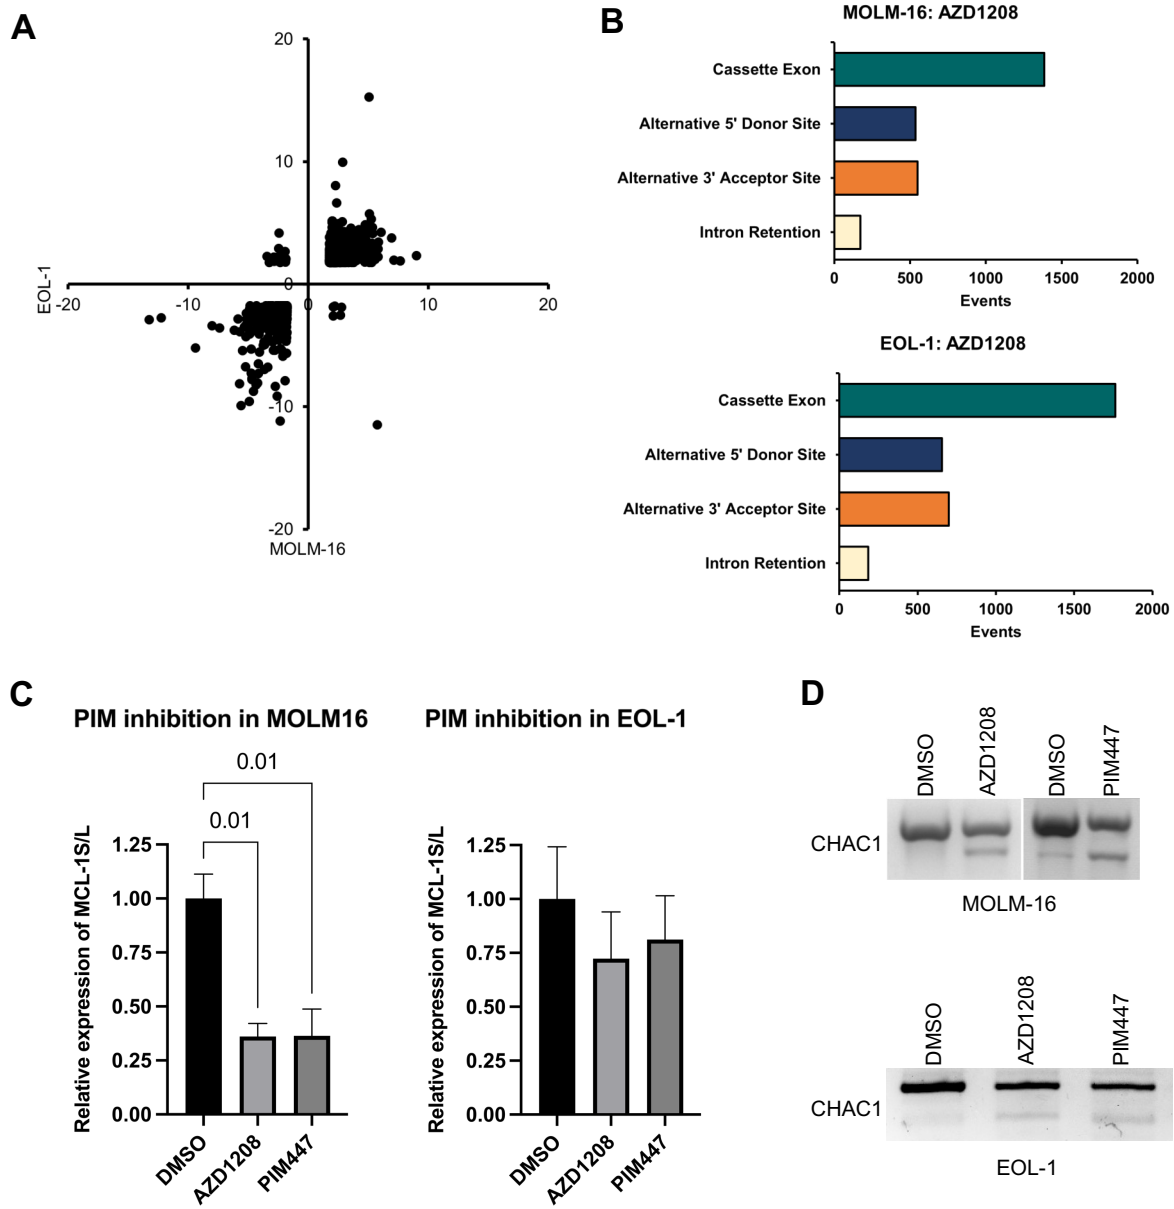 A
20
10
0
-20
-10
0
10
20
-10
-20
EOL-1
MOLM-16
B
MOLM-16: AZD1208
Cassette Exon
Alternative 5' Donor Site
Alternative 3' Acceptor Site
Intron Retention
0 500 1000 1500 2000
Events
EOL-1: AZD1208
Cassette Exon
Alternative 5' Donor Site
Alternative 3' Acceptor Site
Intron Retention
0 500 1000 1500 2000
Events
C
PIM inhibition in MOLM16
0.01
0.01
Relative expression of MCL-1S/L
1.25
1.00
0.75
0.50
0.25
0.00
DMSO
AZD1208
PIM447
PIM inhibition in EOL-1
Relative expression of MCL-1S/L
1.25
1.00
0.75
0.50
0.25
0.00
DMSO
AZD1208
PIM447
D
DMSO
AZD1208
DMSO
PIM447
CHAC1
MOLM-16
DMSO
AZD1208
PIM447
CHAC1
EOL-1